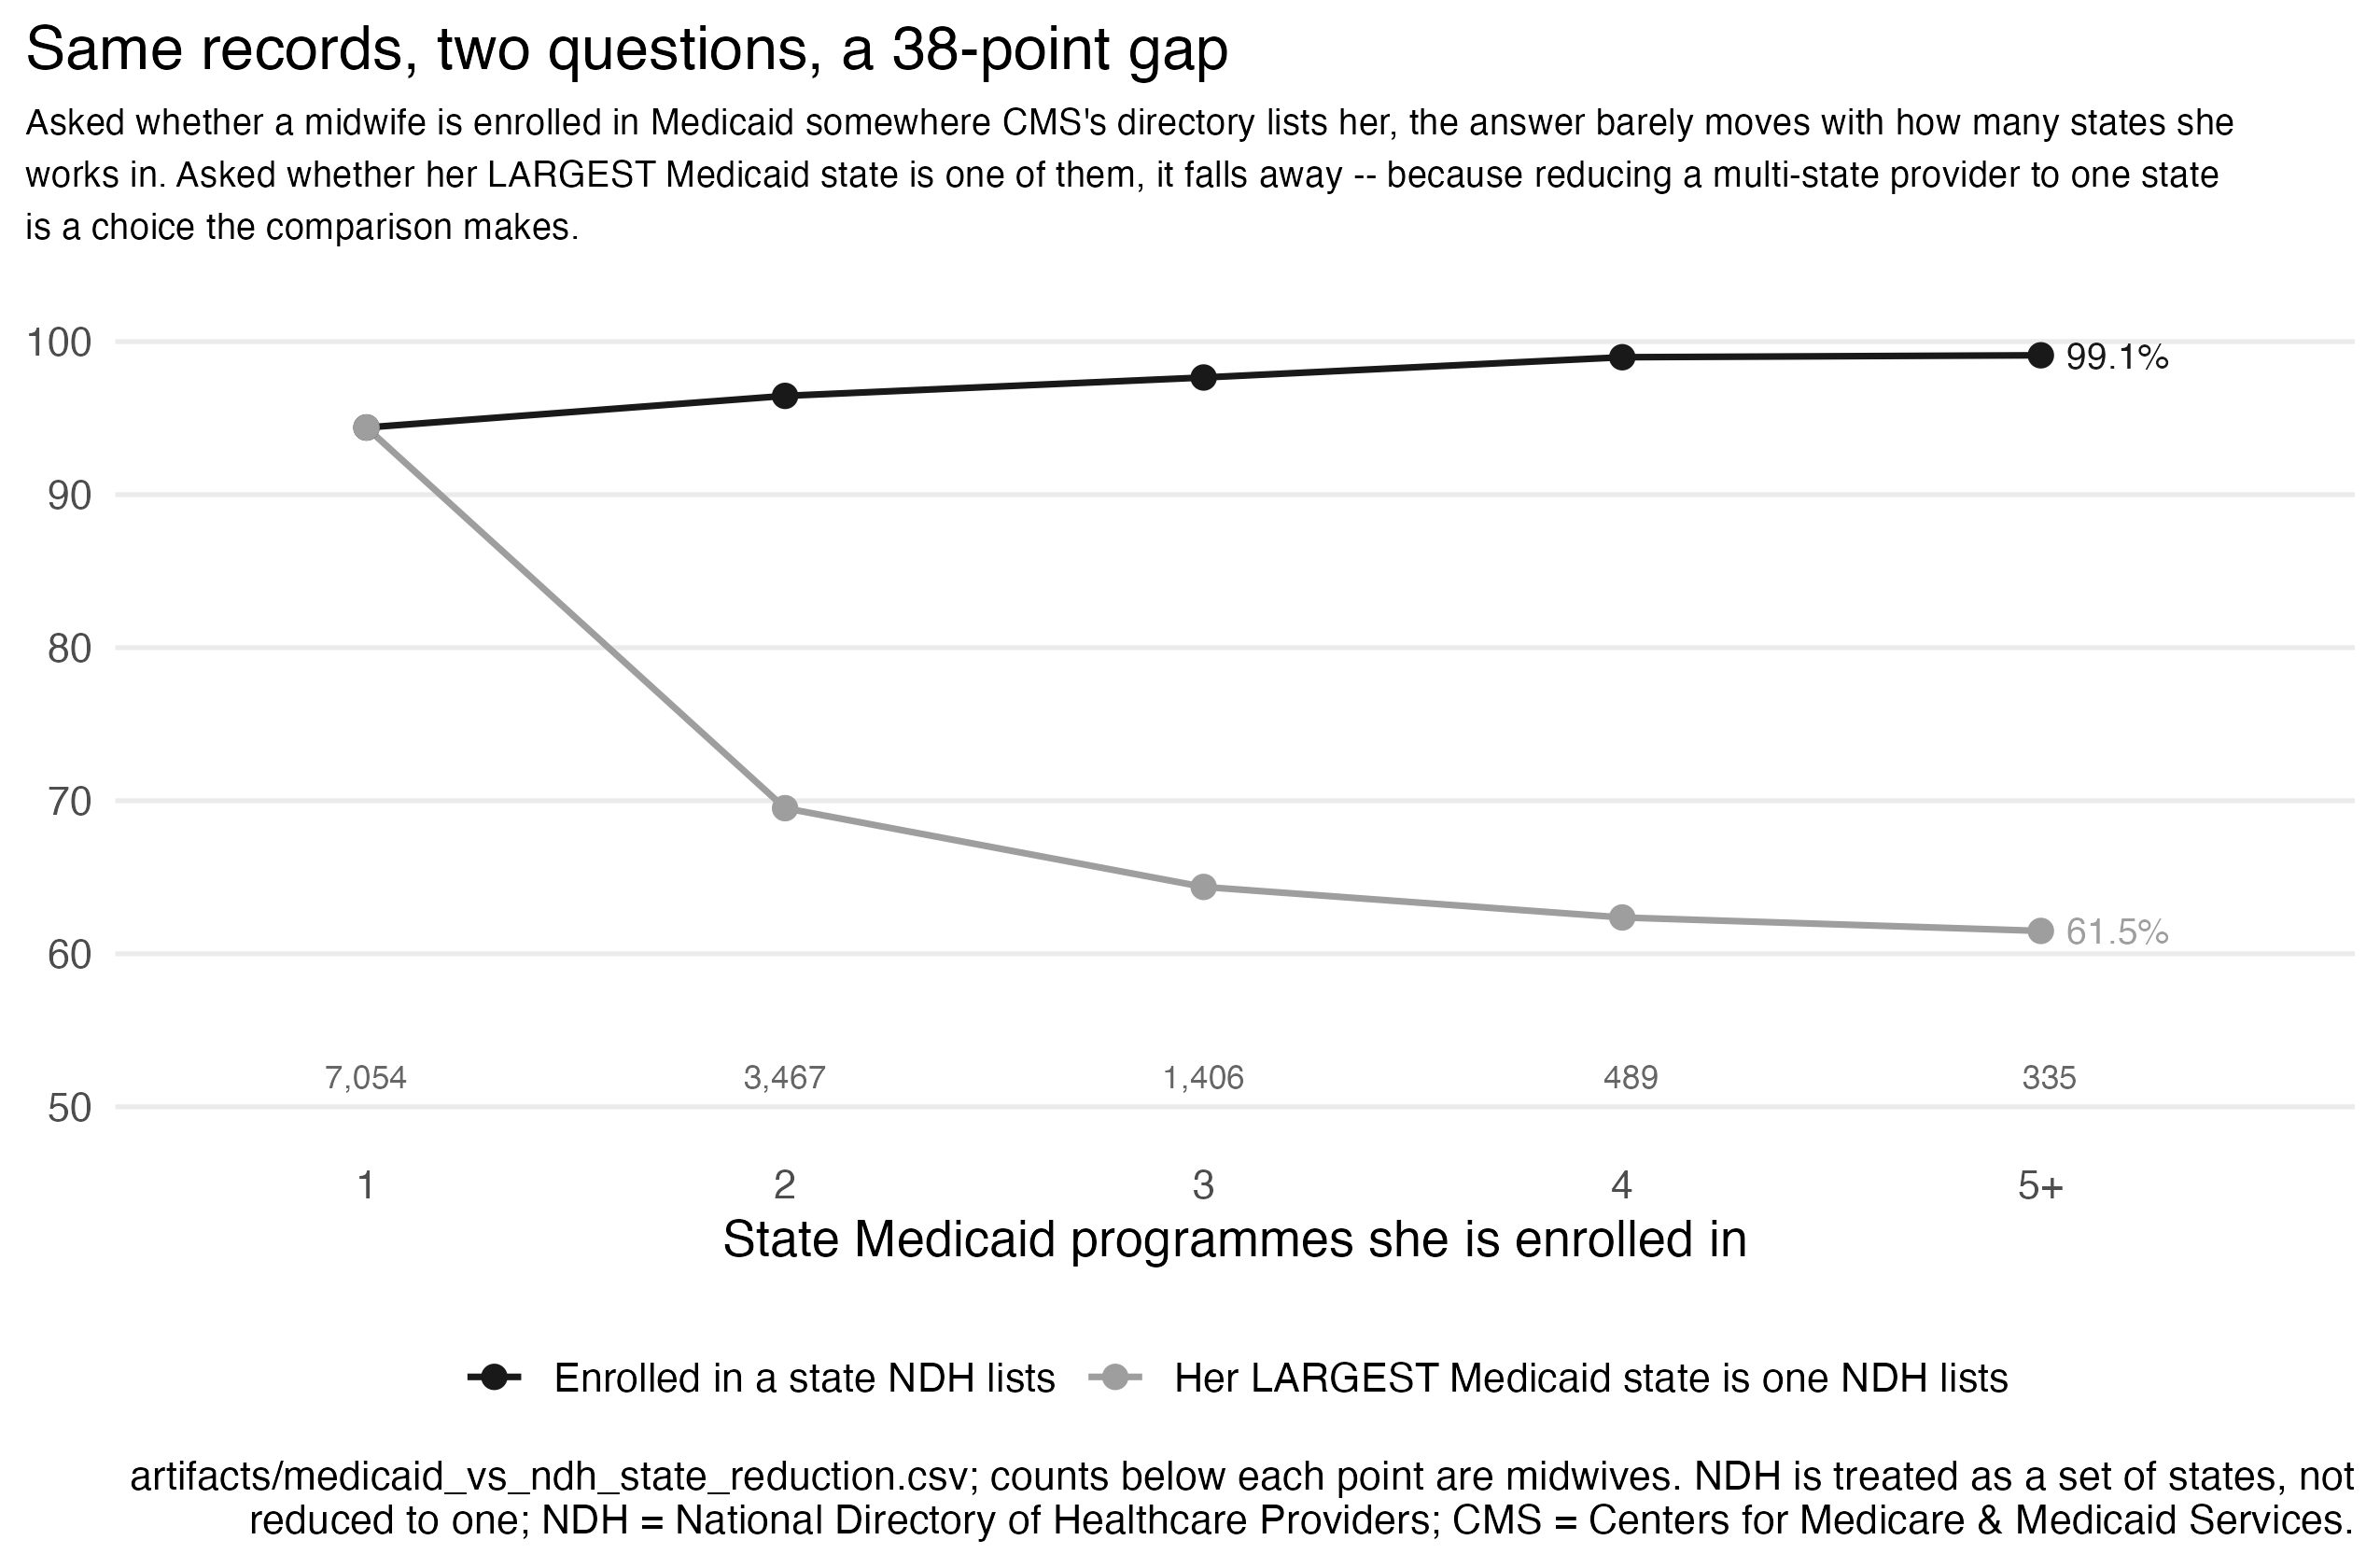 Same records, two questions, a 38-point gap
Asked whether a midwife is enrolled in Medicaid somewhere CMS's directory lists her, the answer barely moves with how many states she
works in. Asked whether her LARGEST Medicaid state is one of them, it falls away -- because reducing a multi-state provider to one state
is a choice the comparison makes.
100
99.1%
90
80
70
61.5%
60
7,054 3,467 1,406 489 335
50
1 2 3 4 5+
State Medicaid programmes she is enrolled in
Enrolled in a state NDH lists Her LARGEST Medicaid state is one NDH lists
artifacts/medicaid_vs_ndh_state_reduction.csv; counts below each point are midwives. NDH is treated as a set of states, not
reduced to one; NDH = National Directory of Healthcare Providers; CMS = Centers for Medicare & Medicaid Services.